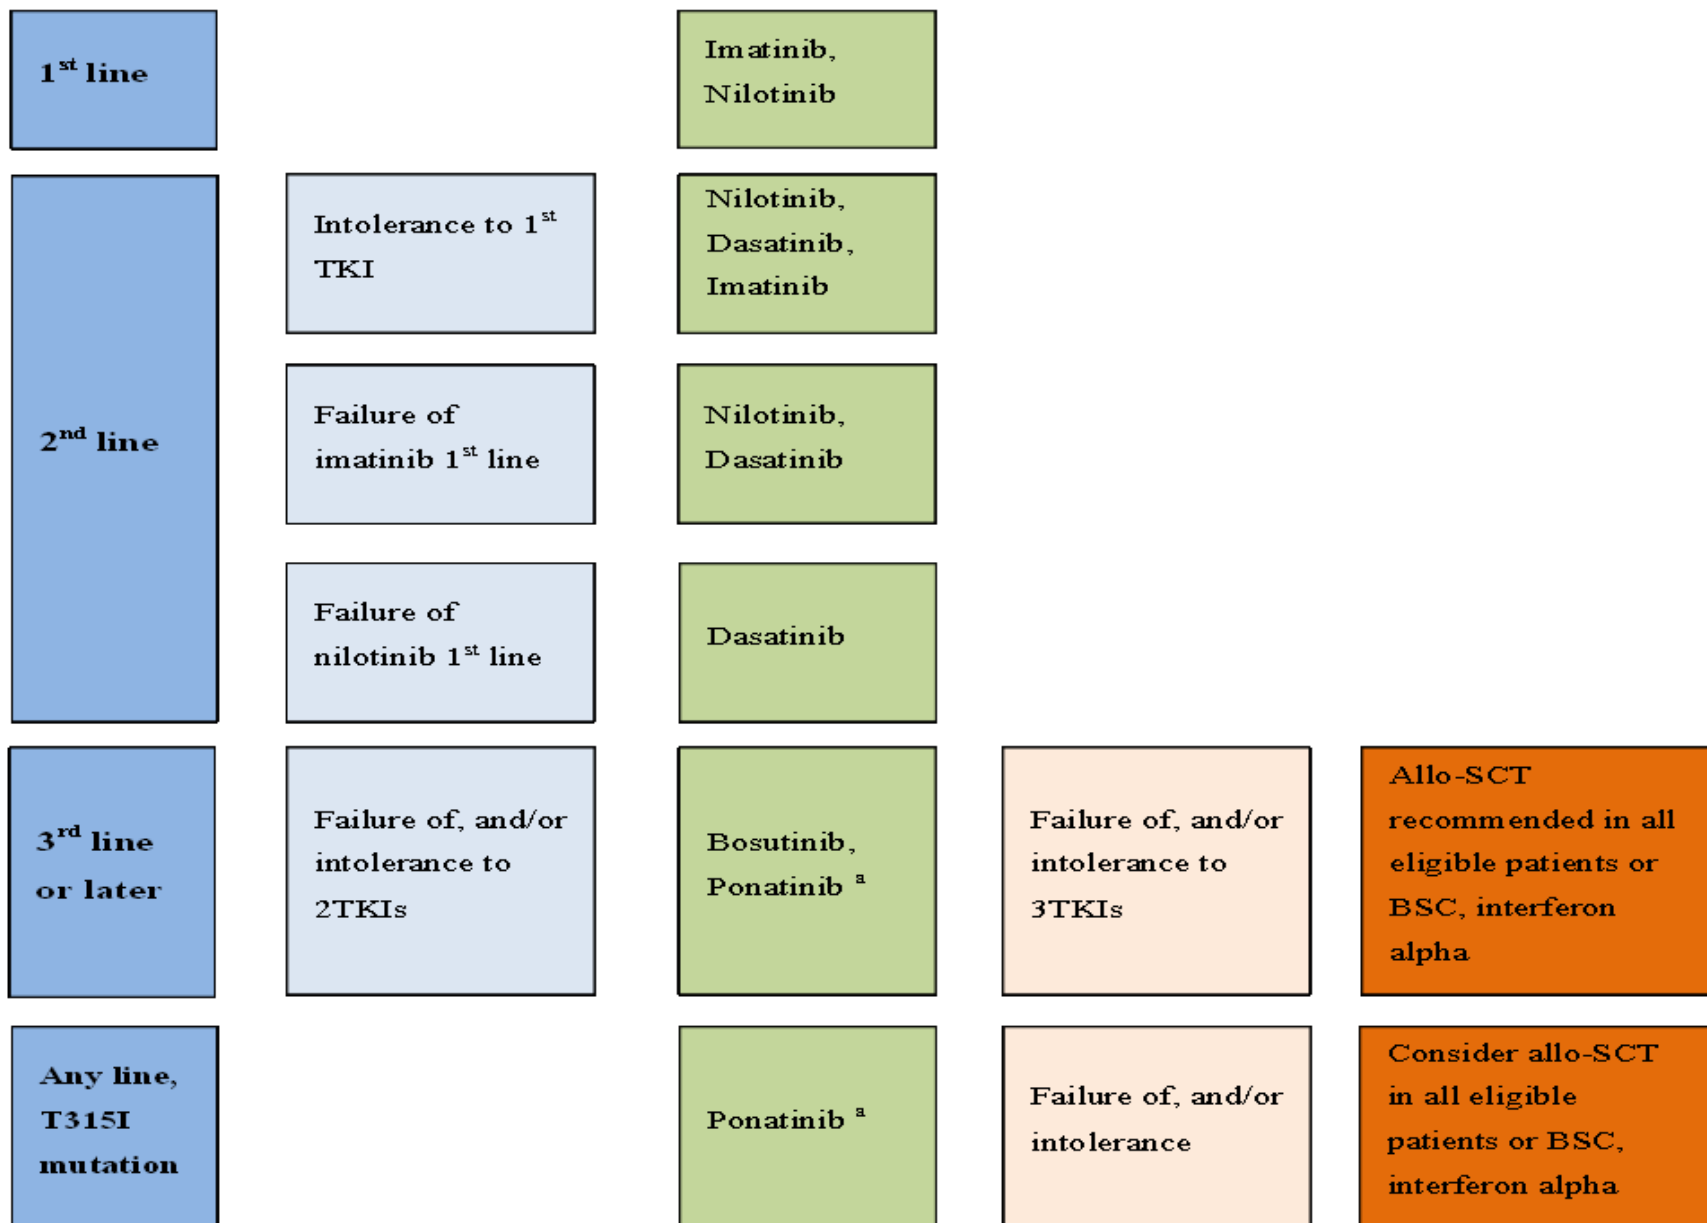 1st line
Imatinib,
Nilotinib
2nd line
Intolerance to 1st
TKI
Nilotinib,
Dasatinib,
Imatinib
Failure of
imatinib 1st line
Nilotinib,
Dasatinib
Failure of
nilotinib 1st line
Dasatinib
3rd line
or later
Failure of, and/or
intolerance to
2TKIs
Bosutinib,
Ponatinib a
Failure of, and/or
intolerance to
3TKIs
Allo-SCT
recommended in all
eligible patients or
BSC, interferon
alpha
Any line,
T315I
mutation
Ponatinib a
Failure of, and/or
intolerance
Consider allo-SCT
in all eligible
patients or BSC,
interferon alpha